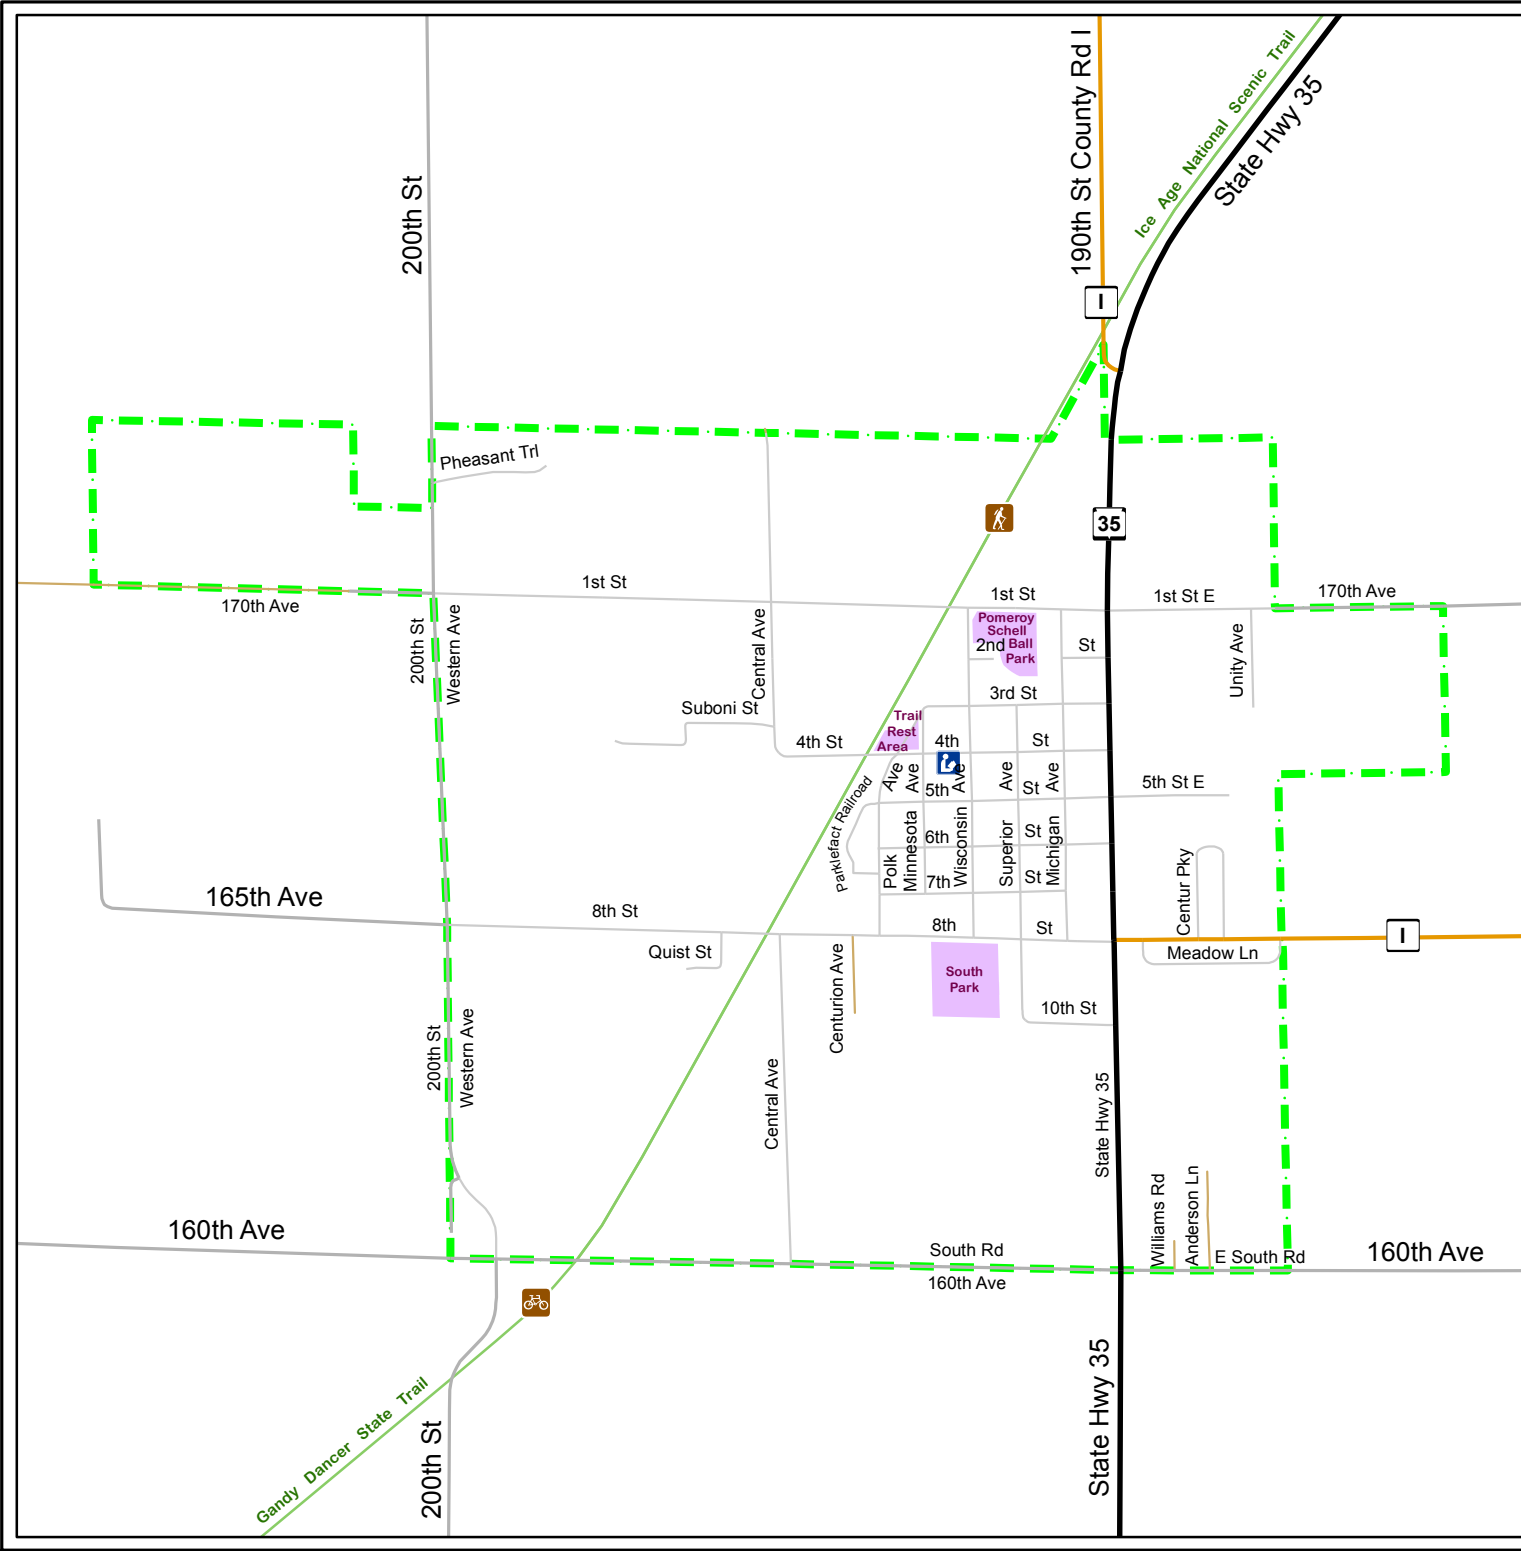 190th St County Rd I
Ice Age National Scenic Trail
State Hwy 35
200th St
I
Pheasant Trl
35
1st St
1st St
1st St E
170th Ave
170th Ave
200th St
Western Ave
Central Ave
Pomeroy
Schell
Ball
Park
2nd
St
Unity Ave
3rd St
Suboni St
Trail
Rest
Area
4th St
4th
St
Ave
Ave
Ave
Ave
Ave
5th
St
5th St E
Parklefact Railroad
Polk
Minnesota
Wisconsin
Superior
Michigan
6th
St
7th
St
Centur Pky
165th Ave
8th St
8th
St
I
Quist St
Meadow Ln
Centurion Ave
South
Park
10th St
200th St
Western Ave
Central Ave
State Hwy 35
Williams Rd
Anderson Ln
160th Ave
South Rd
E South Rd
160th Ave
160th Ave
State Hwy 35
Gandy Dancer State Trail
200th St